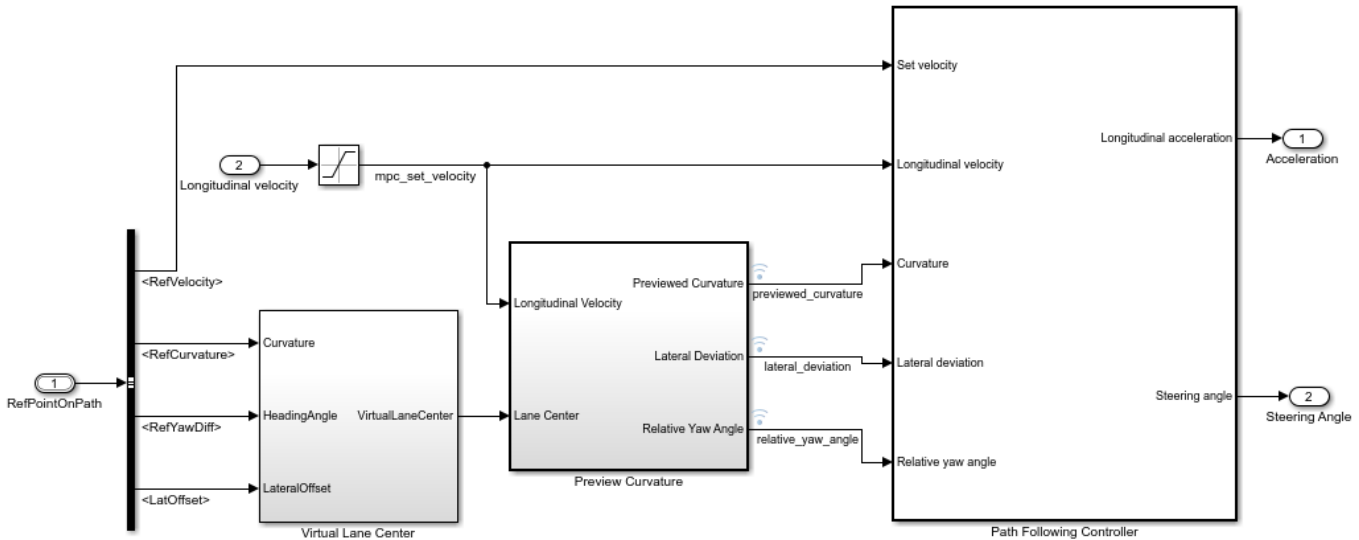 Set velocity
Longitudinal acceleration
1
Acceleration
2
Longitudinal velocity
mpc_set_velocity
Longitudinal velocity
<RefVelocity>
Previewed Curvature
previewed_curvature
Curvature
Longitudinal Velocity
Curvature
<RefCurvature>
Lateral Deviation
lateral_deviation
Lateral deviation
1
RefPointOnPath
Steering angle
2
Steering Angle
HeadingAngle
VirtualLaneCenter
<RefYawDiff>
Lane Center
Relative Yaw Angle
relative_yaw_angle
Relative yaw angle
LateralOffset
<LatOffset>
Preview Curvature
Virtual Lane Center
Path Following Controller